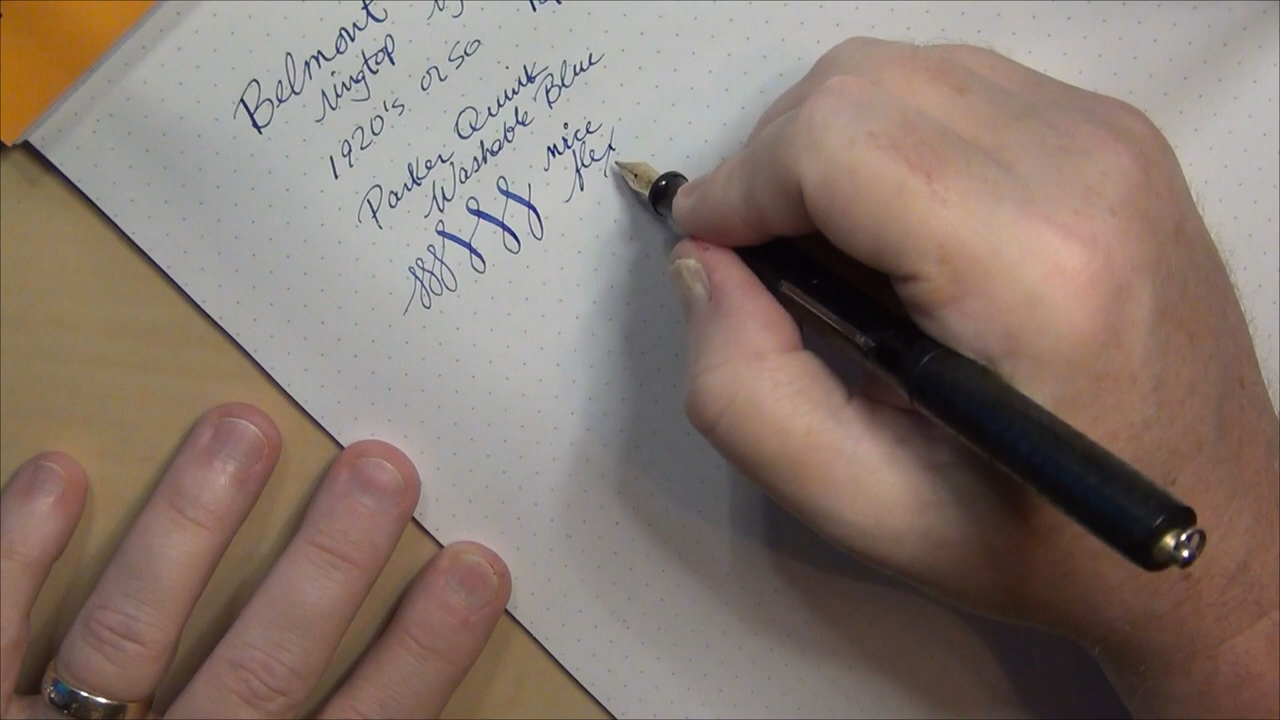 Belmont
ringtop
1920's or so
Parker Quink
Washable Blue
nice
flex